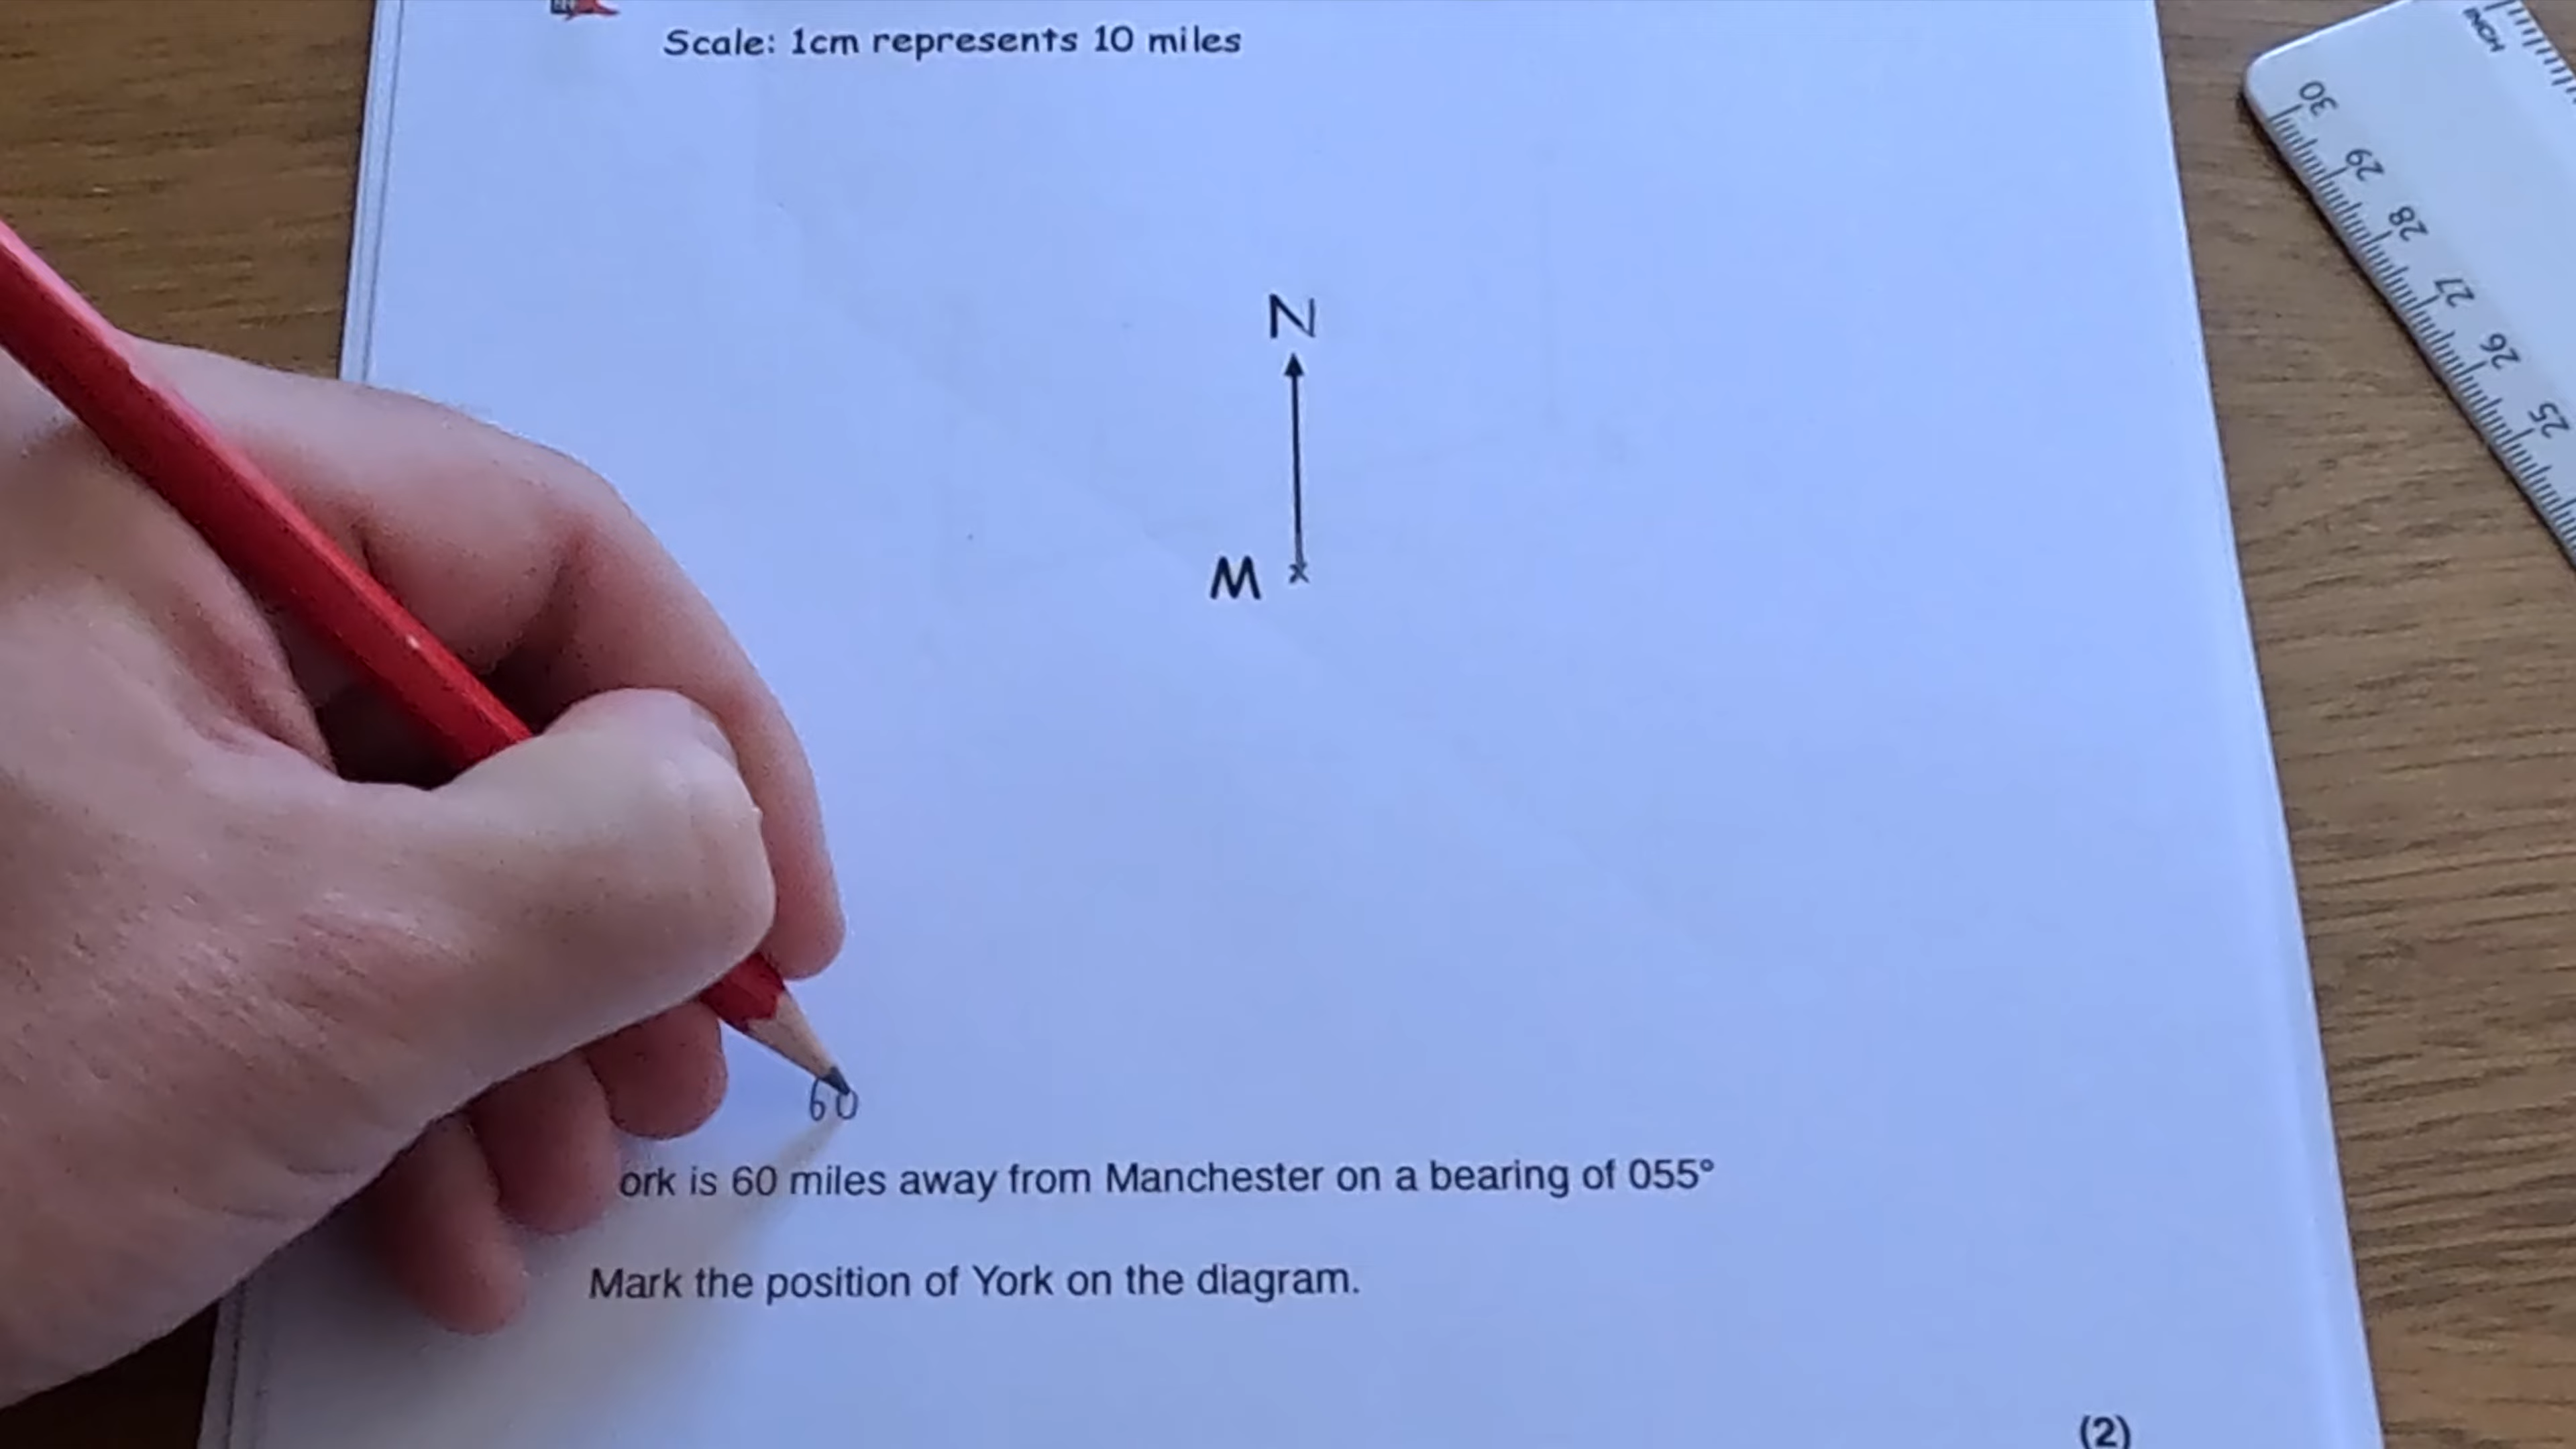 Scale: 1cm represents 10 miles
N
M
60
ork is 60 miles away from Manchester on a bearing of 055°
Mark the position of York on the diagram.
(2)
INCH
30
29
28
27
26
25